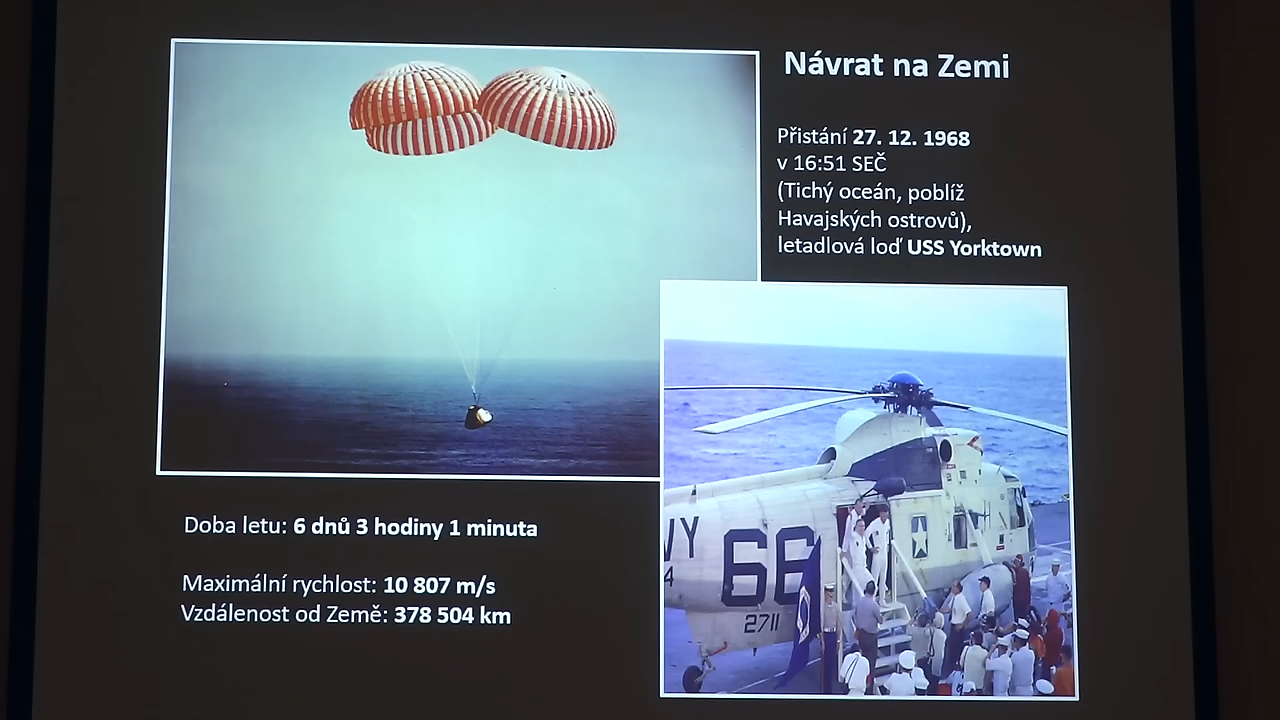 Návrat na Zemi
Přistání 27. 12. 1968
v 16:51 SEČ
(Tichý oceán, poblíž
Havajských ostrovů),
letadlová loď USS Yorktown
Doba letu: 6 dnů 3 hodiny 1 minuta
Maximální rychlost: 10 807 m/s
Vzdálenost od Země: 378 504 km
VY
4
66
2711